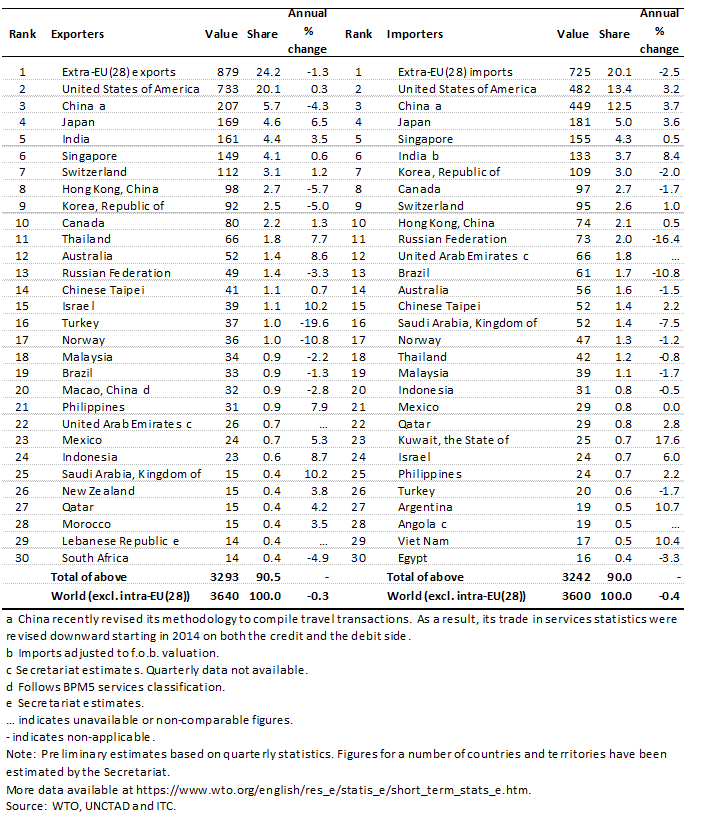 Annual Annual
Rank Exporters Value Share % Rank Importers Value Share %
change change
1 Extra-EU(28) exports 879 24.2 -1.3 1 Extra-EU(28) imports 725 20.1 -2.5
2 United States of America 733 20.1 0.3 2 United States of America 482 13.4 3.2
3 China a 207 5.7 -4.3 3 China a 449 12.5 3.7
4 Japan 169 4.6 6.5 4 Japan 181 5.0 3.6
5 India 161 4.4 3.5 5 Singapore 155 4.3 0.5
6 Singapore 149 4.1 0.6 6 India b 133 3.7 8.4
7 Switzerland 112 3.1 1.2 7 Korea, Republic of 109 3.0 -2.0
8 Hong Kong, China 98 2.7 -5.7 8 Canada 97 2.7 -1.7
9 Korea, Republic of 92 2.5 -5.0 9 Switzerland 95 2.6 1.0
10 Canada 80 2.2 1.3 10 Hong Kong, China 74 2.1 0.5
11 Thailand 66 1.8 7.7 11 Russian Federation 73 2.0 -16.4
12 Australia 52 1.4 8.6 12 United Arab Emirates c 66 1.8 ...
13 Russian Federation 49 1.4 -3.3 13 Brazil 61 1.7 -10.8
14 Chinese Taipei 41 1.1 0.7 14 Australia 56 1.6 -1.5
15 Israel 39 1.1 10.2 15 Chinese Taipei 52 1.4 2.2
16 Turkey 37 1.0 -19.6 16 Saudi Arabia, Kingdom of 52 1.4 -7.5
17 Norway 36 1.0 -10.8 17 Norway 47 1.3 -1.2
18 Malaysia 34 0.9 -2.2 18 Thailand 42 1.2 -0.8
19 Brazil 33 0.9 -1.3 19 Malaysia 39 1.1 -1.7
20 Macao, China d 32 0.9 -2.8 20 Indonesia 31 0.8 -0.5
21 Philippines 31 0.9 7.9 21 Mexico 29 0.8 0.0
22 United Arab Emirates c 26 0.7 ... 22 Qatar 29 0.8 2.8
23 Mexico 24 0.7 5.3 23 Kuwait, the State of 25 0.7 17.6
24 Indonesia 23 0.6 8.7 24 Israel 24 0.7 6.0
25 Saudi Arabia, Kingdom of 15 0.4 10.2 25 Philippines 24 0.7 2.2
26 New Zealand 15 0.4 3.8 26 Turkey 20 0.6 -1.7
27 Qatar 15 0.4 4.2 27 Argentina 19 0.5 10.7
28 Morocco 15 0.4 3.5 28 Angola c 19 0.5 ...
29 Lebanese Republic e 14 0.4 ... 29 Viet Nam 17 0.5 10.4
30 South Africa 14 0.4 -4.9 30 Egypt 16 0.4 -3.3
Total of above 3293 90.5 - Total of above 3242 90.0 -
World (excl. intra-EU(28)) 3640 100.0 -0.3 World (excl. intra-EU(28)) 3600 100.0 -0.4
a China recently revised its methodology to compile travel transactions. As a result, its trade in services statistics were
revised downward starting in 2014 on both the credit and the debit side.
b Imports adjusted to f.o.b. valuation.
c Secretariat estimates. Quarterly data not available.
d Follows BPM5 services classification.
e Secretariat estimates.
... indicates unavailable or non-comparable figures.
- indicates non-applicable.
Note: Preliminary estimates based on quarterly statistics. Figures for a number of countries and territories have been
estimated by the Secretariat.
More data available at https://www.wto.org/english/res_e/statis_e/short_term_stats_e.htm.
Source: WTO, UNCTAD and ITC.